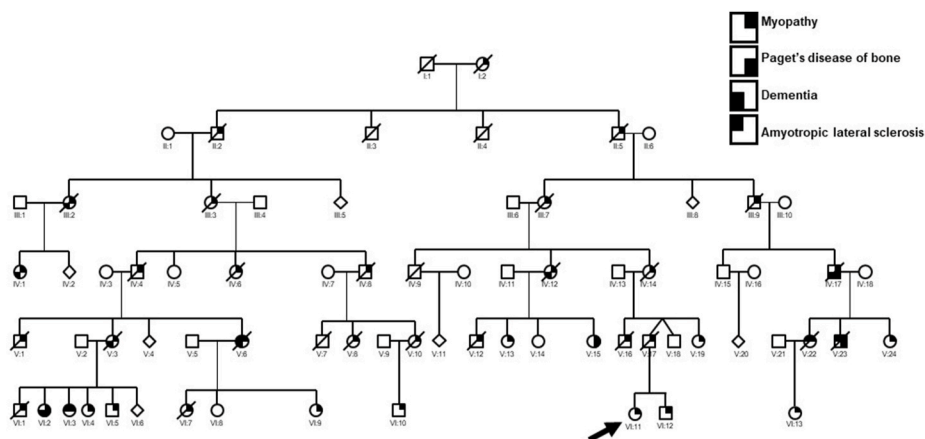 Myopathy
Paget's disease of bone
Dementia
Amyotropic lateral sclerosis
I:1 I:2
II:1 II:2 II:3 II:4 II:5 II:6
III:1 III:2 III:3 III:4 III:5 III:6 III:7 III:8 III:9 III:10
IV:1 IV:2 IV:3 IV:4 IV:5 IV:6 IV:7 IV:8 IV:9 IV:10 IV:11 IV:12 IV:13 IV:14 IV:15 IV:16 IV:17 IV:18
V:1 V:2 V:3 V:4 V:5 V:6 V:7 V:8 V:9 V:10 V:11 V:12 V:13 V:14 V:15 V:16 V:17 V:18 V:19 V:20 V:21 V:22 V:23 V:24
VI:1 VI:2 VI:3 VI:4 VI:5 VI:6 VI:7 VI:8 VI:9 VI:10 VI:11 VI:12 VI:13